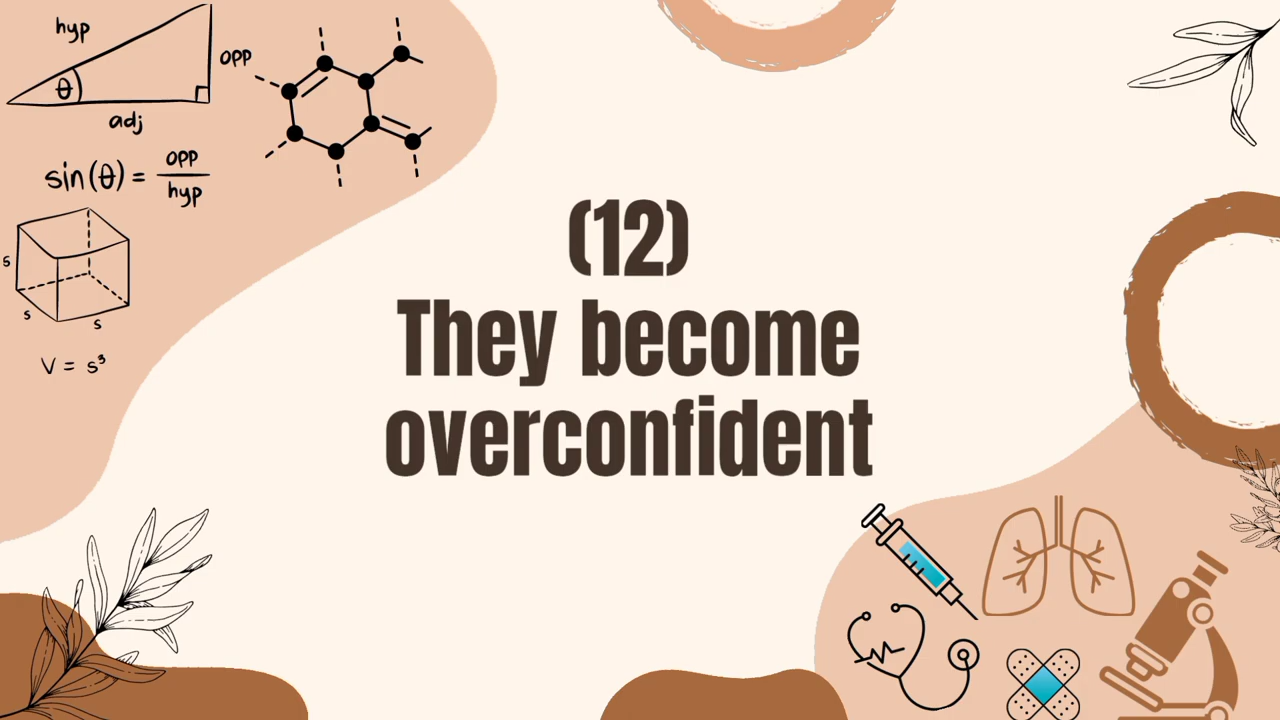 hyp
opp
θ
adj
sin(θ) = opp/hyp
s
s
s
V = s³
(12)
They become
overconfident